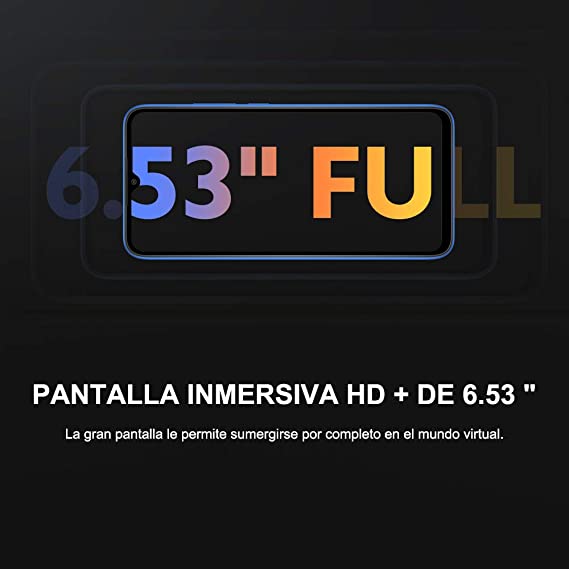 6.53" FULL
PANTALLA INMERSIVA HD + DE 6.53 "
La gran pantalla le permite sumergirse por completo en el mundo virtual.